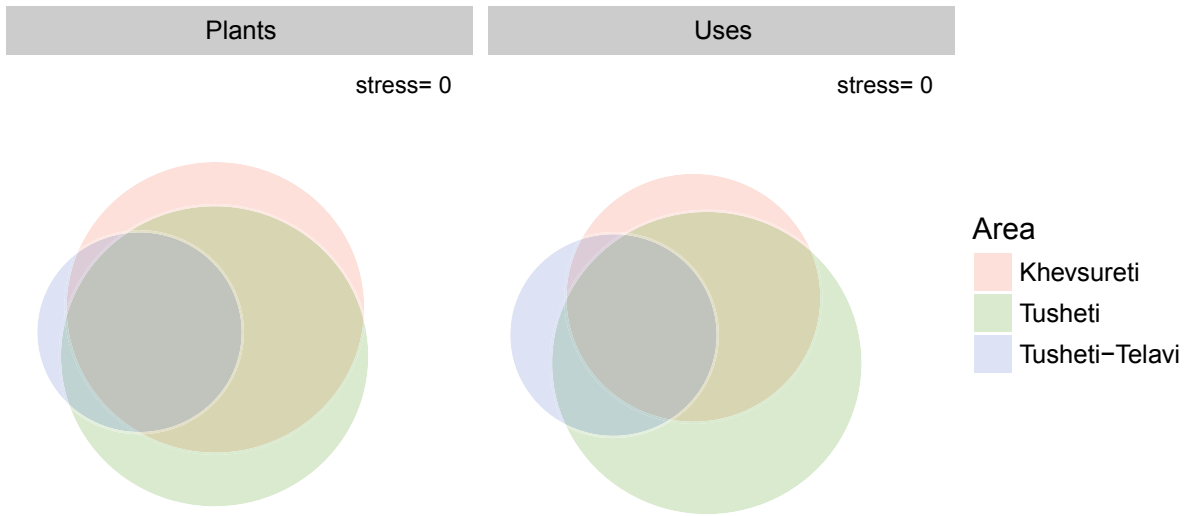 Plants
Uses
stress= 0
stress= 0
Area
Khevsureti
Tusheti
Tusheti−Telavi